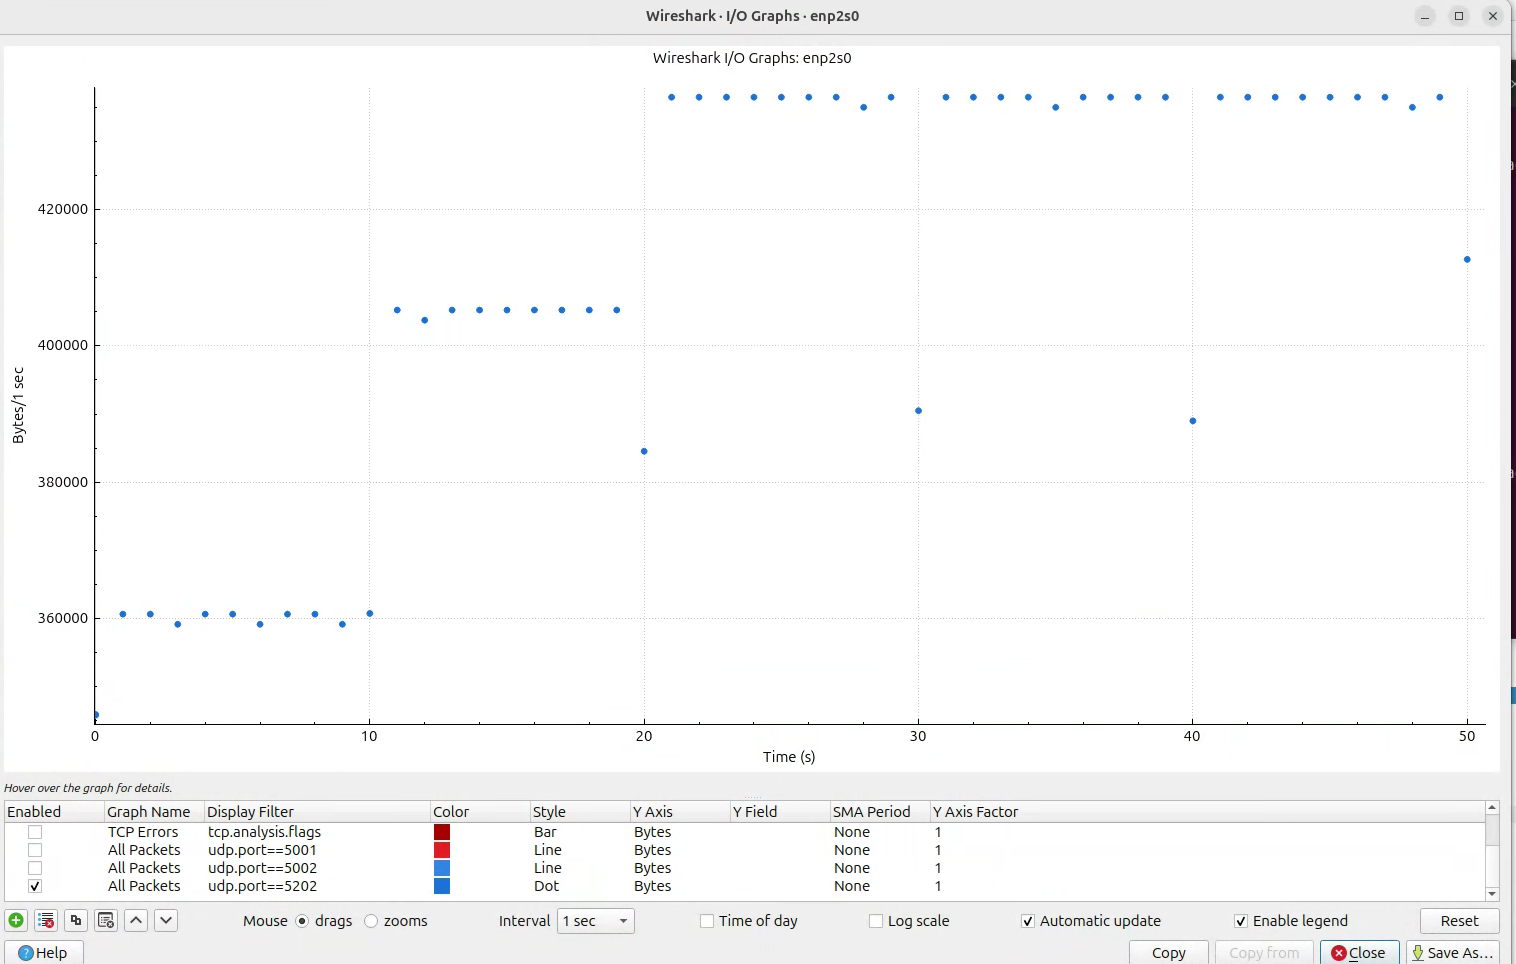 Wireshark · I/O Graphs · enp2s0
Wireshark I/O Graphs: enp2s0
420000
400000
380000
360000
Bytes/1 sec
0 10 20 30 40 50
Time (s)
Hover over the graph for details.
Enabled Graph Name Display Filter Color Style Y Axis Y Field SMA Period Y Axis Factor
TCP Errors tcp.analysis.flags Bar Bytes None 1
All Packets udp.port==5001 Line Bytes None 1
All Packets udp.port==5002 Line Bytes None 1
All Packets udp.port==5202 Dot Bytes None 1
Mouse drags zooms Interval 1 sec Time of day Log scale Automatic update Enable legend Reset
Help Copy Copy from Close Save As...